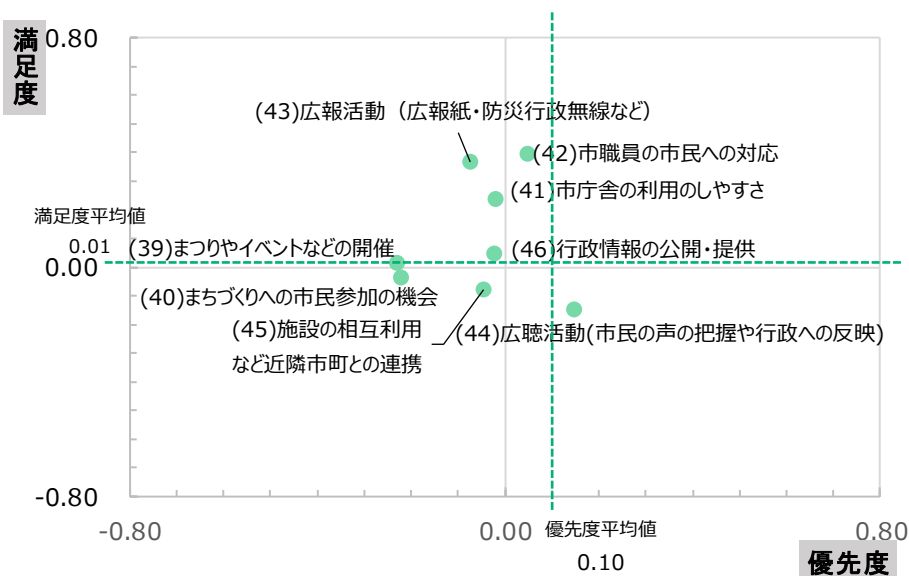 満足度
0.80
(43)広報活動（広報紙・防災行政無線など）
(42)市職員の市民への対応
(41)市庁舎の利用のしやすさ
満足度平均値
0.01
(39)まつりやイベントなどの開催
(46)行政情報の公開・提供
0.00
(40)まちづくりへの市民参加の機会
(45)施設の相互利用
など近隣市町との連携
(44)広聴活動(市民の声の把握や行政への反映)
-0.80
-0.80
0.00
優先度平均値
0.10
0.80
優先度